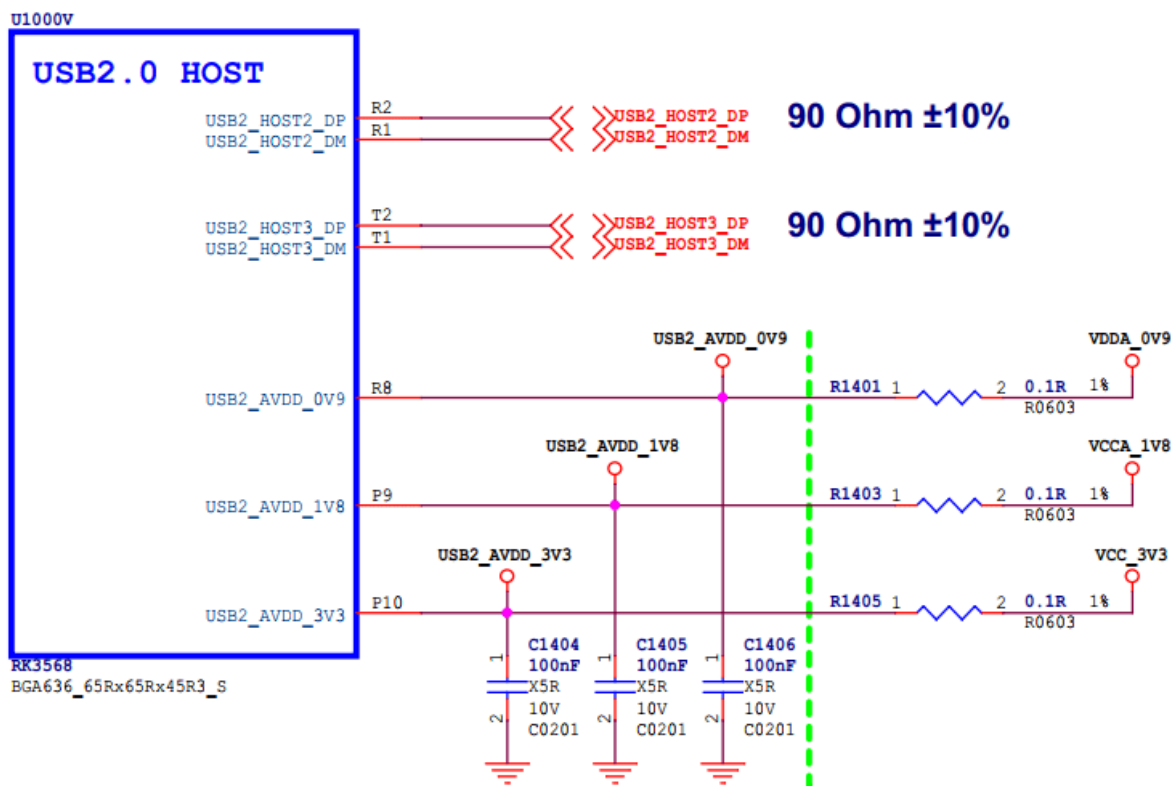 U1000V
USB2.0 HOST
USB2_HOST2_DP R2 USB2_HOST2_DP 90 Ohm ±10%
USB2_HOST2_DM R1 USB2_HOST2_DM
USB2_HOST3_DP T2 USB2_HOST3_DP 90 Ohm ±10%
USB2_HOST3_DM T1 USB2_HOST3_DM
USB2_AVDD_0V9 VDDA_0V9
USB2_AVDD_0V9 R8 R1401 1 2 0.1R 1%
R0603
USB2_AVDD_1V8 VCCA_1V8
USB2_AVDD_1V8 P9 R1403 1 2 0.1R 1%
R0603
USB2_AVDD_3V3 VCC_3V3
USB2_AVDD_3V3 P10 R1405 1 2 0.1R 1%
R0603
RK3568
BGA636_65Rx65Rx45R3_S
1 C1404
100nF
X5R
10V
2 C0201
1 C1405
100nF
X5R
10V
2 C0201
1 C1406
100nF
X5R
10V
2 C0201